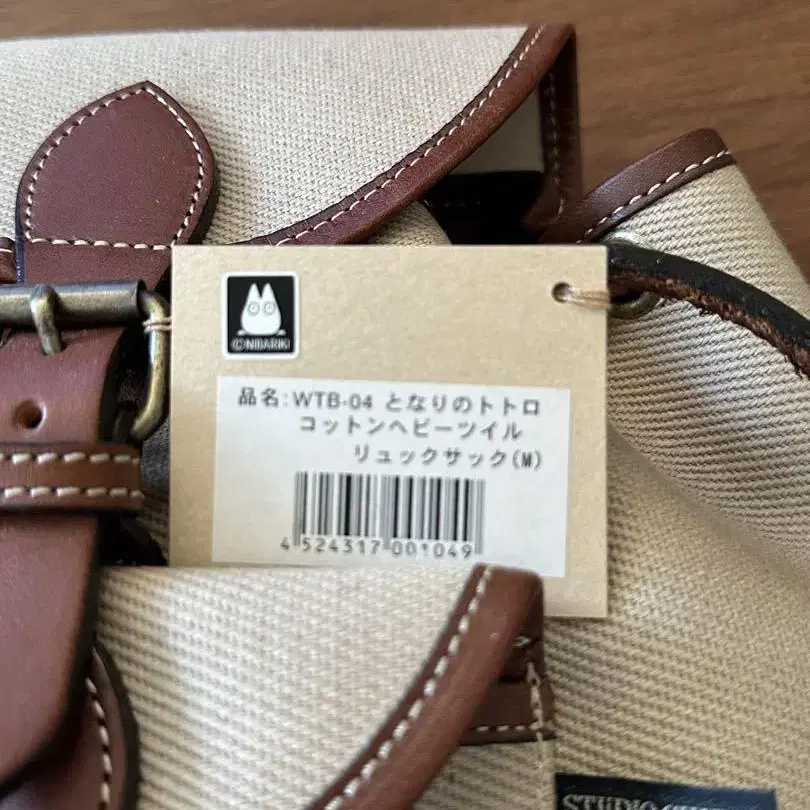 ©NIBARIKI
品名:WTB-04 となりのトトロ
コットンヘビーツイル
リュックサック(M)
4 524317 001049
STUDIO